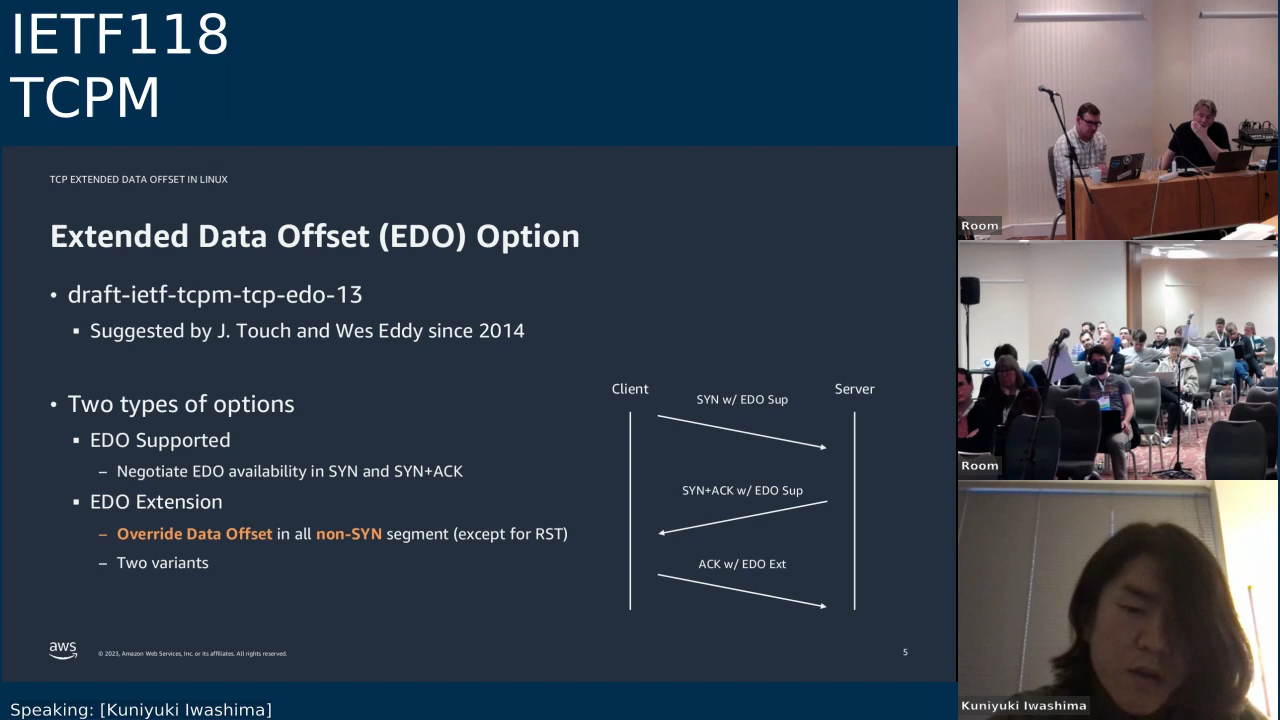 IETF118
TCPM
TCP EXTENDED DATA OFFSET IN LINUX
Extended Data Offset (EDO) Option
• draft-ietf-tcpm-tcp-edo-13
▪ Suggested by J. Touch and Wes Eddy since 2014
• Two types of options
▪ EDO Supported
– Negotiate EDO availability in SYN and SYN+ACK
▪ EDO Extension
– Override Data Offset in all non-SYN segment (except for RST)
– Two variants
Client
Server
SYN w/ EDO Sup
SYN+ACK w/ EDO Sup
ACK w/ EDO Ext
aws
© 2023, Amazon Web Services, Inc. or its affiliates. All rights reserved.
5
Room
Room
Kuniyuki Iwashima
Speaking: [Kuniyuki Iwashima]